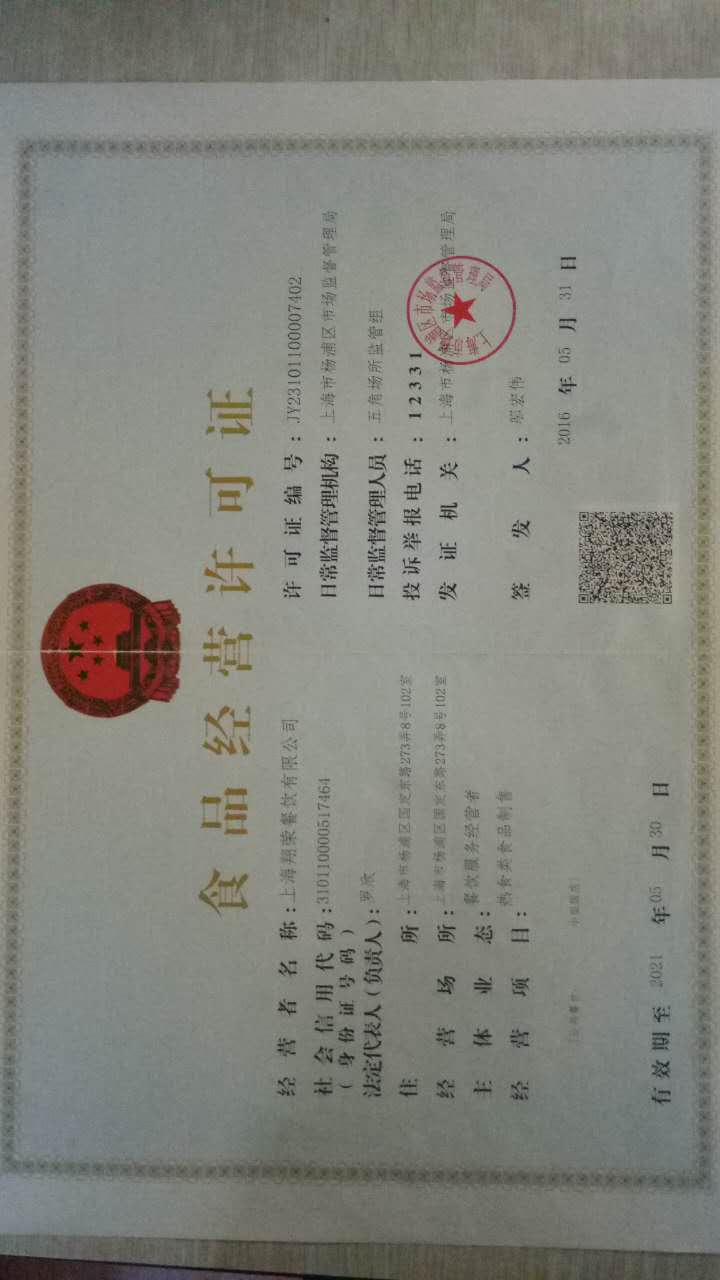 食品经营许可证
经营者名称：上海翔荣餐饮有限公司
社会信用代码：310110000517464
（身份证号码）
法定代表人（负责人）：罗欣
住所：上海市杨浦区国定东路273弄8号102室
经营场所：上海市杨浦区国定东路273弄8号102室
主体业态：餐饮服务经营者
经营项目：热食类食品制售
有效期至 2021 年 05 月 30 日
许可证编号：JY23101100007402
日常监督管理机构：上海市杨浦区市场监督管理局
日常监督管理人员：五角场所监管组
投诉举报电话：12331
发证机关：上海市杨浦区市场监督管理局
签发人：宏伟
2016 年 05 月 31 日